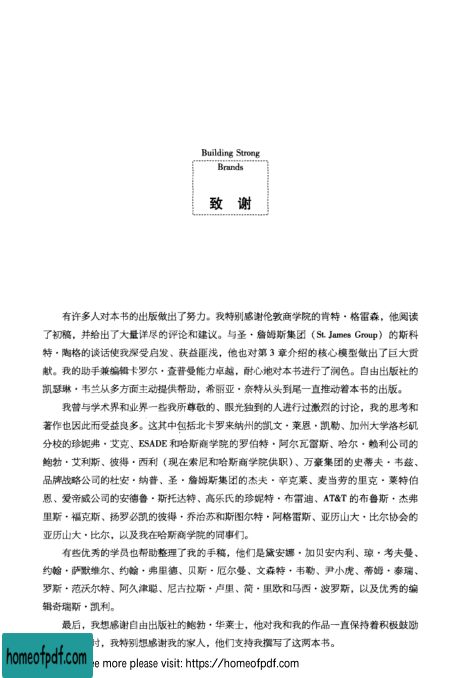 Building Strong
Brands
致 谢
有许多人对本书的出版做出了努力。我特别感谢伦敦商学院的肯特·格雷森，他阅读
了初稿，并给出了大量详尽的评论和建议。与圣·詹姆斯集团（St. James Group）的斯科
特·陶格的谈话使我深受启发、获益匪浅，他也对第 3 章介绍的核心模型做出了巨大贡
献。我的助手兼编辑卡罗尔·查普曼能力卓越，耐心地对本书进行了润色。自由出版社的
凯瑟琳·韦兰从多方面主动提供帮助，希丽亚·奈特从头到尾一直推动着本书的出版。
我曾与学术界和业界一些我所尊敬的、眼光独到的人进行过激烈的讨论，我的思考和
著作也因此而受益良多。这其中包括北卡罗来纳州的凯文·莱恩·凯勒、加州大学洛杉矶
分校的珍妮弗·艾克、ESADE 和哈斯商学院的罗伯特·阿尔瓦雷斯、哈尔·赖利公司的
鲍勃·艾利斯、彼得·西利（现在索尼和哈斯商学院供职）、万豪集团的史蒂夫·韦兹、
品牌战略公司的杜安·纳普、圣·詹姆斯集团的杰夫·辛克莱、麦当劳的里克·莱特伯
恩、爱帝威公司的安德鲁·斯托达特、高乐氏的珍妮特·布雷迪、AT&T 的布鲁斯·杰弗
里斯·福克斯、扬罗必凯的彼得·乔治苏和斯图尔特·阿格雷斯、亚历山大·比尔协会的
亚历山大·比尔，以及我在哈斯商学院的同事们。
有些优秀的学员也帮助整理了我的手稿，他们是黛安娜·加贝安内利、琼·考夫曼、
约翰·萨默维尔、约翰·弗里德、贝斯·厄尔曼、文森特·韦勒、尹小虎、蒂姆·泰瑞、
罗斯·范沃尔特、阿久津聪、尼古拉斯·卢里、简·里欧和马西·波罗斯，以及优秀的编
辑奇瑞斯·凯利。
最后，我想感谢自由出版社的鲍勃·华莱士，他对我和我的作品一直保持着积极鼓励
时，我特别想感谢我的家人，他们支持我撰写了这两本书。
homeofpdf.com
e more please visit: https://homeofpdf.com